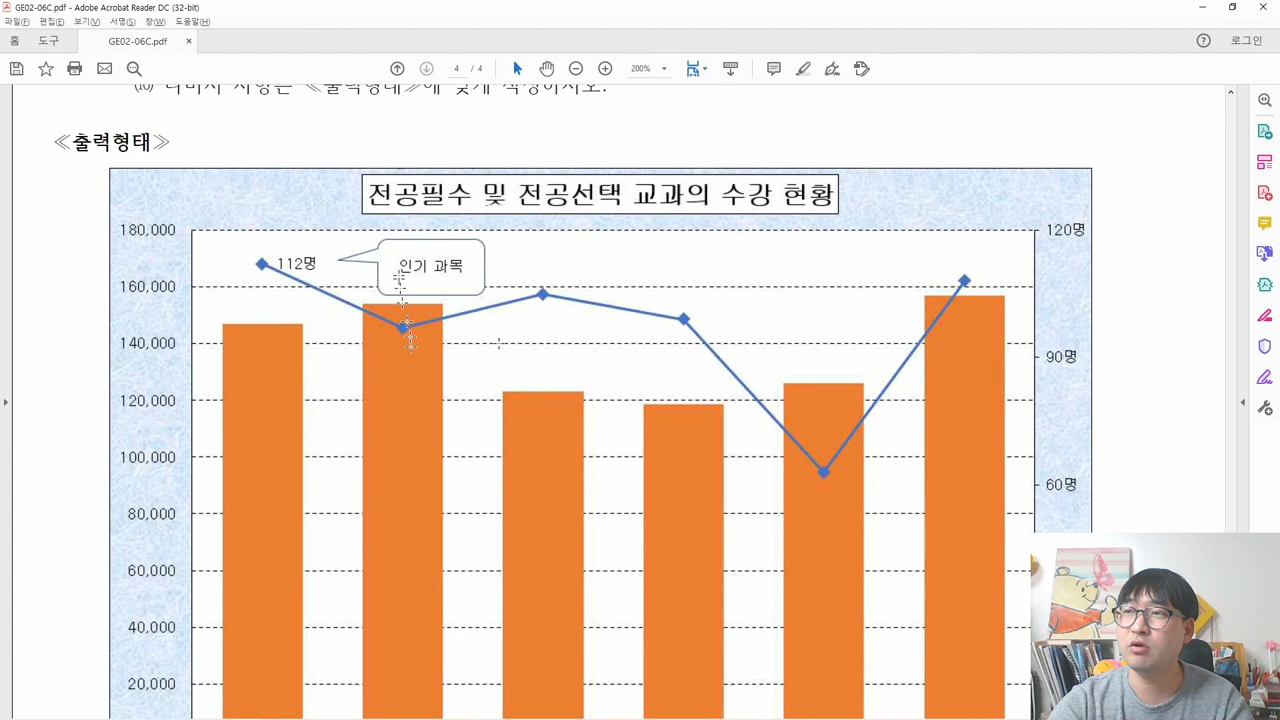 GE02-06C.pdf - Adobe Acrobat Reader DC (32-bit)
파일(F) 편집(E) 보기(V) 서명(S) 창(W) 도움말(H)
홈 도구 GE02-06C.pdf × 로그인
4 / 4 200%
≪출력형태≫
전공필수 및 전공선택 교과의 수강 현황
180,000 120명
112명 인기 과목
160,000
140,000
90명
120,000
100,000
60명
80,000
60,000
40,000
20,000